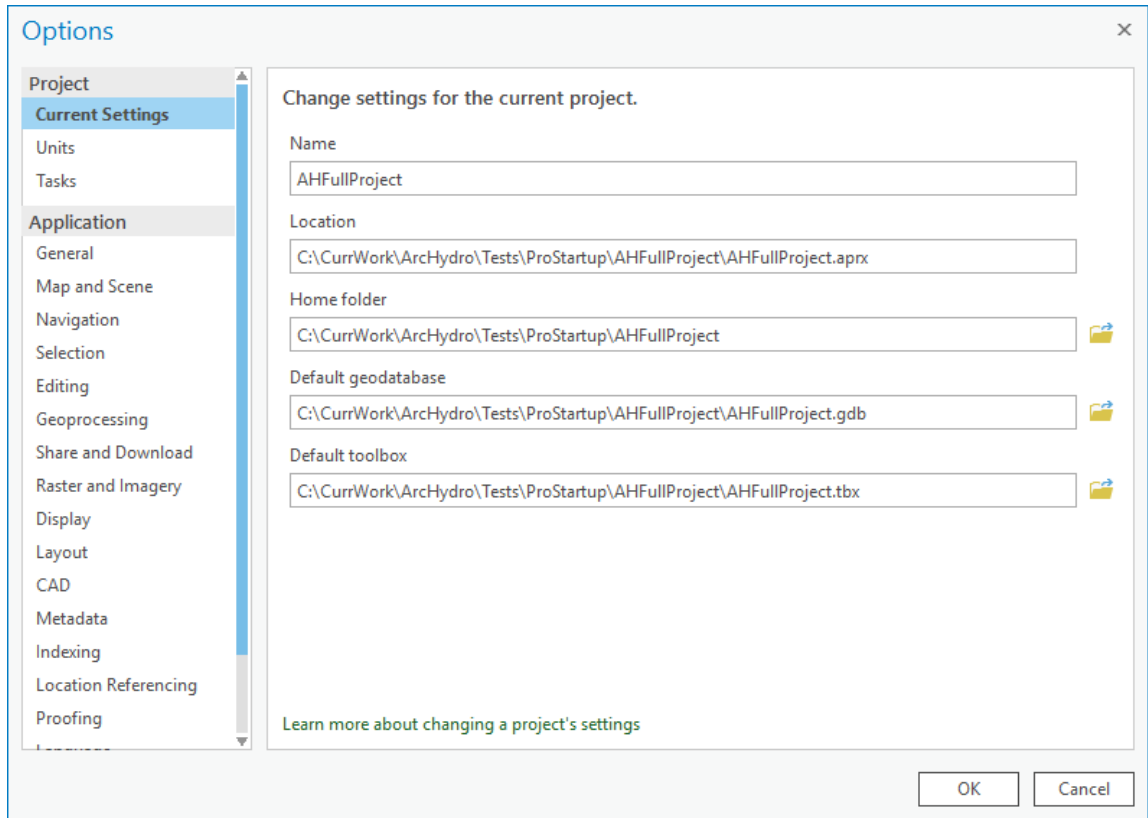 Options
Project
Current Settings
Units
Tasks
Application
General
Map and Scene
Navigation
Selection
Editing
Geoprocessing
Share and Download
Raster and Imagery
Display
Layout
CAD
Metadata
Indexing
Location Referencing
Proofing
Change settings for the current project.
Name
AHFullProject
Location
C:\CurrWork\ArcHydro\Tests\ProStartup\AHFullProject\AHFullProject.aprx
Home folder
C:\CurrWork\ArcHydro\Tests\ProStartup\AHFullProject
Default geodatabase
C:\CurrWork\ArcHydro\Tests\ProStartup\AHFullProject\AHFullProject.gdb
Default toolbox
C:\CurrWork\ArcHydro\Tests\ProStartup\AHFullProject\AHFullProject.tbx
Learn more about changing a project's settings
OK
Cancel